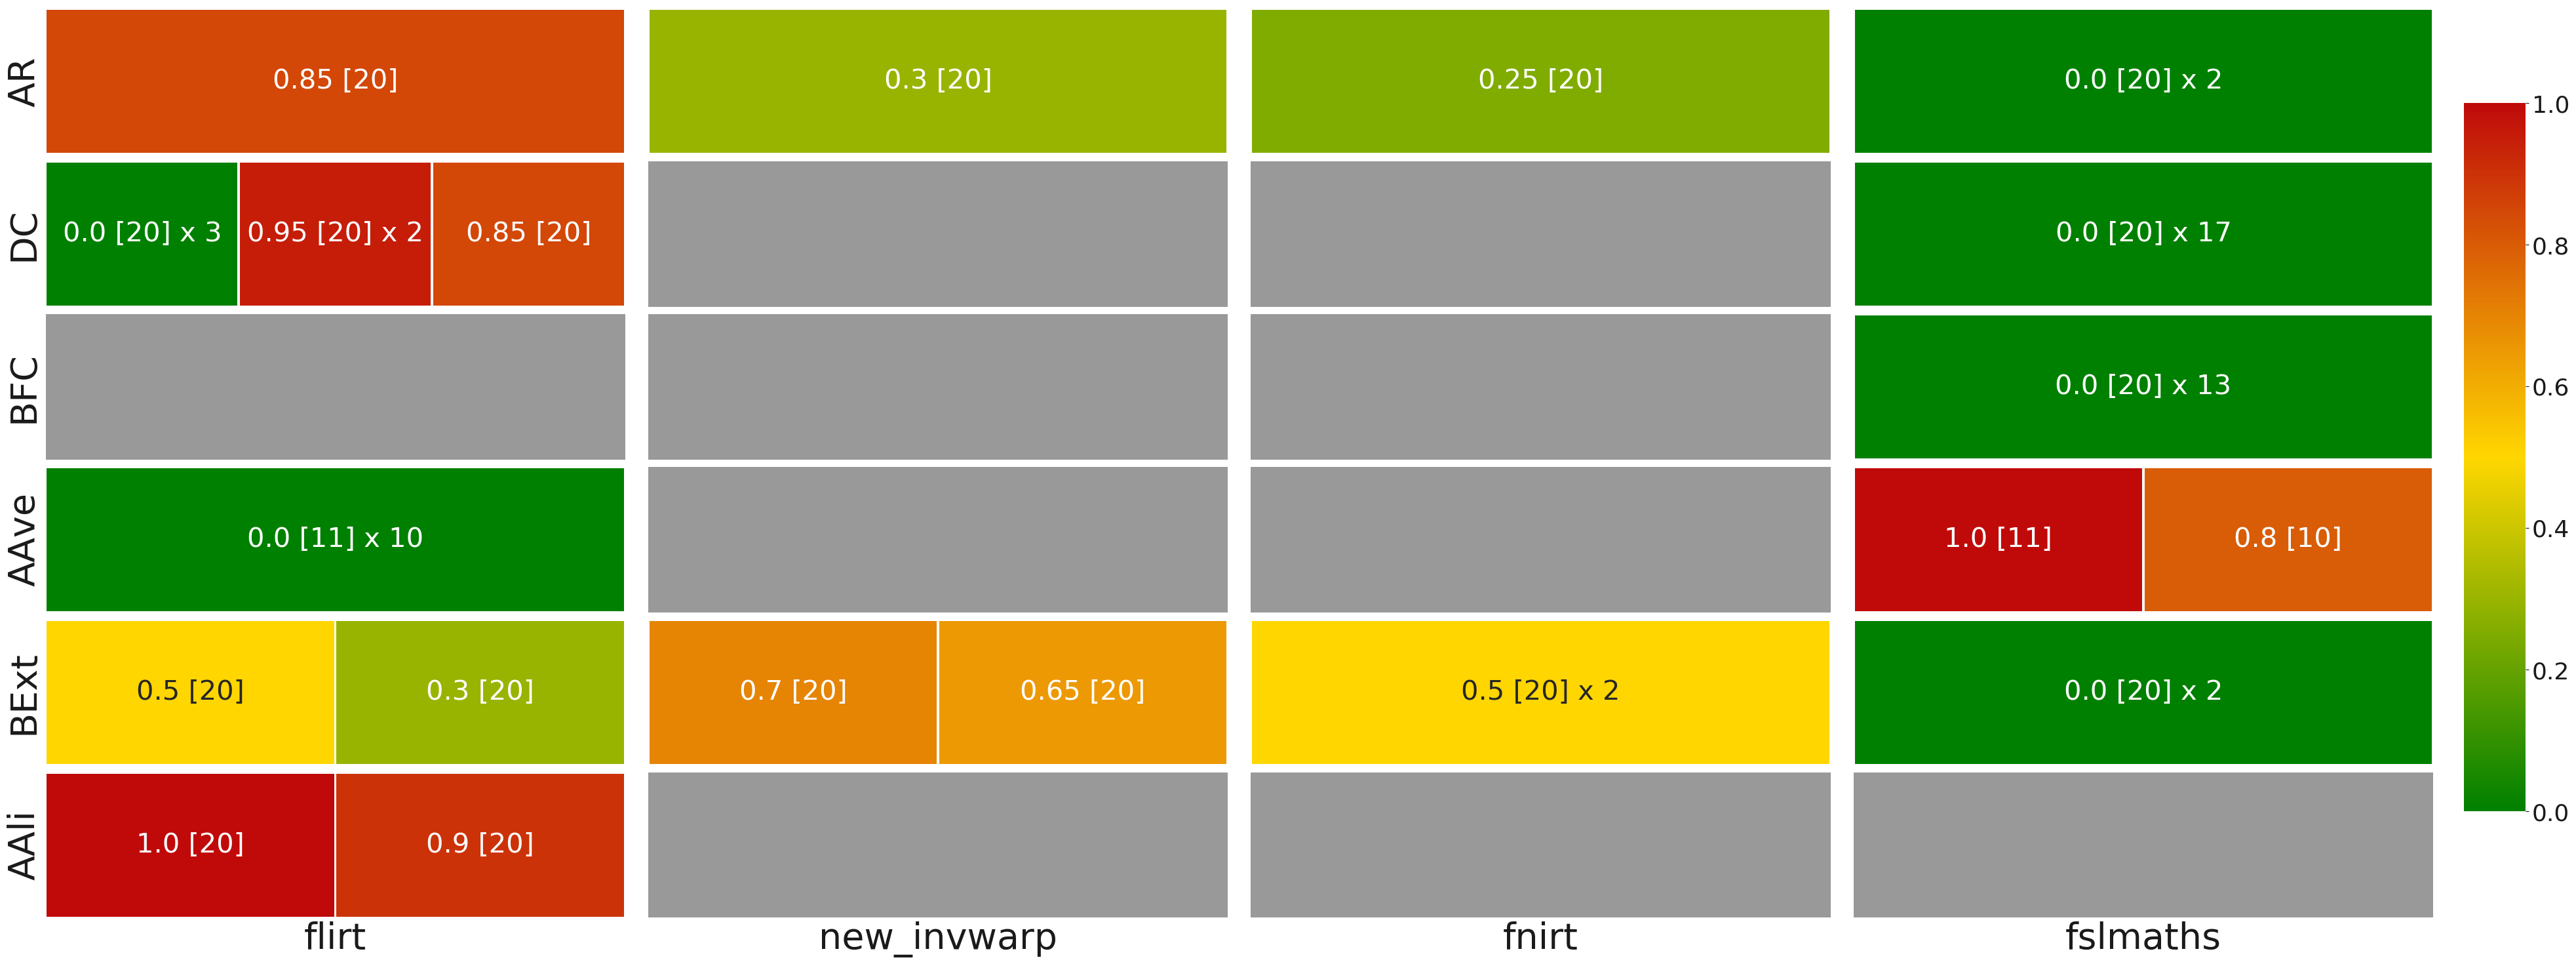 AR
0.85 [20]
0.3 [20]
0.25 [20]
0.0 [20] x 2
DC
0.0 [20] x 3
0.95 [20] x 2
0.85 [20]
0.0 [20] x 17
BFC
0.0 [20] x 13
AAve
0.0 [11] x 10
1.0 [11]
0.8 [10]
BExt
0.5 [20]
0.3 [20]
0.7 [20]
0.65 [20]
0.5 [20] x 2
0.0 [20] x 2
AAli
1.0 [20]
0.9 [20]
flirt
new_invwarp
fnirt
fslmaths
1.0
0.8
0.6
0.4
0.2
0.0